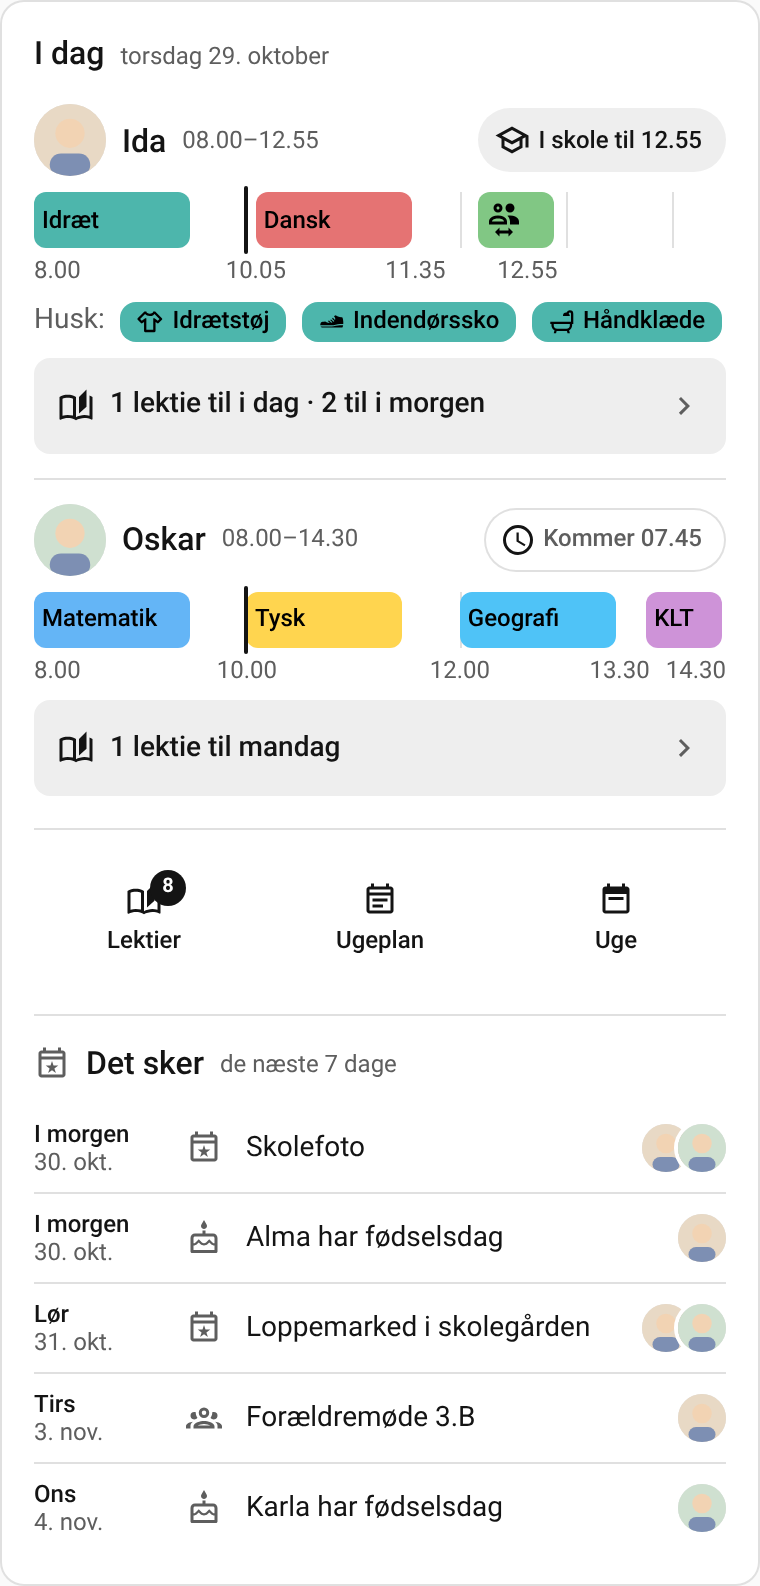 I dag torsdag 29. oktober
Ida 08.00–12.55 I skole til 12.55
Idræt Dansk
8.00 10.05 11.35 12.55
Husk: Idrætstøj Indendørssko Håndklæde
1 lektie til i dag · 2 til i morgen
Oskar 08.00–14.30 Kommer 07.45
Matematik Tysk Geografi KLT
8.00 10.00 12.00 13.30 14.30
1 lektie til mandag
8
Lektier Ugeplan Uge
Det sker de næste 7 dage
I morgen
30. okt.
Skolefoto
I morgen
30. okt.
Alma har fødselsdag
Lør
31. okt.
Loppemarked i skolegården
Tirs
3. nov.
Forældremøde 3.B
Ons
4. nov.
Karla har fødselsdag